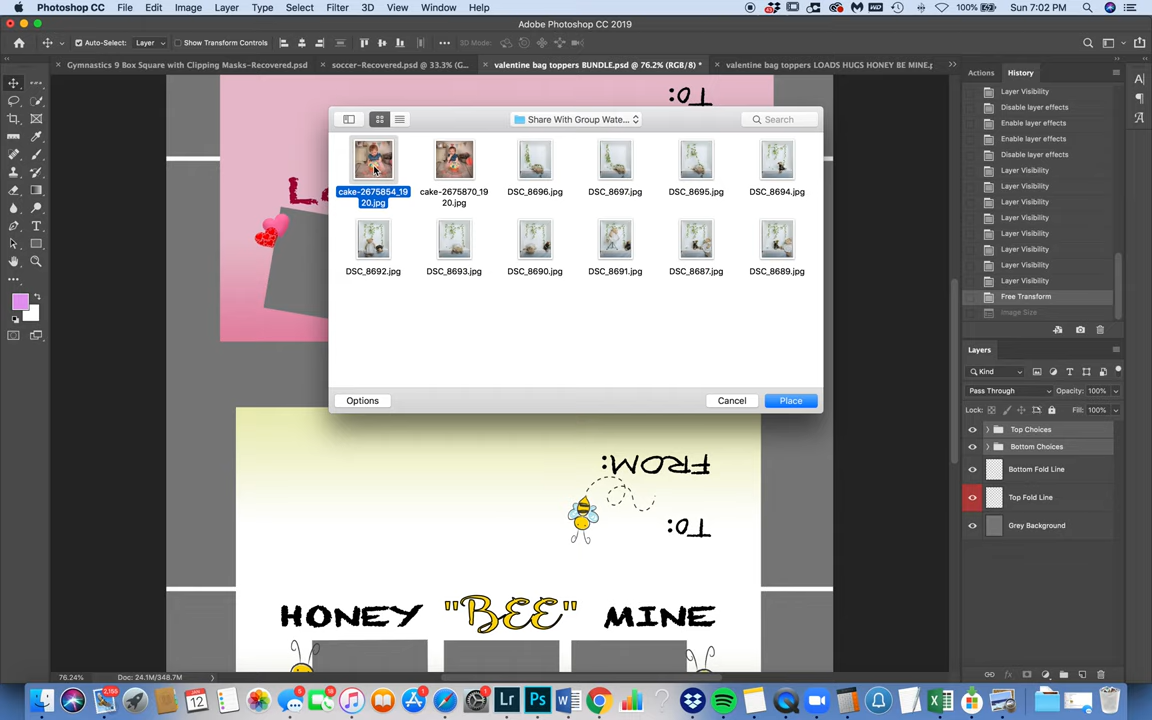 Photoshop CC File Edit Image Layer Type Select Filter 3D View Window Help 100% Sun 7:02 PM
Adobe Photoshop CC 2019
Auto-Select: Layer Show Transform Controls 3D Mode:
Gymnastics 9 Box Square with Clipping Masks-Recovered.psd
soccer-Recovered.psd @ 33.3% (G...
valentine bag toppers BUNDLE.psd @ 76.2% (RGB/8) *
valentine bag toppers LOADS HUGS HONEY BE MINE.p
Actions History
Layer Visibility
Disable layer effects
Enable layer effects
Enable layer effects
Disable layer effects
Layer Visibility
Layer Visibility
Layer Visibility
Layer Visibility
Layer Visibility
Layer Visibility
Layer Visibility
Free Transform
Image Size
TO:
Share With Group Wate...
Search
cake-2675854_19
20.jpg
cake-2675870_19
20.jpg
DSC_8696.jpg
DSC_8697.jpg
DSC_8695.jpg
DSC_8694.jpg
DSC_8692.jpg
DSC_8693.jpg
DSC_8690.jpg
DSC_8691.jpg
DSC_8687.jpg
DSC_8689.jpg
Options
Cancel
Place
Layers
Kind
Pass Through Opacity: 100%
Lock: Fill: 100%
Top Choices
Bottom Choices
Bottom Fold Line
Top Fold Line
Grey Background
FROM:
TO:
HONEY "BEE" MINE
76.24% Doc: 24.1M/348.7M